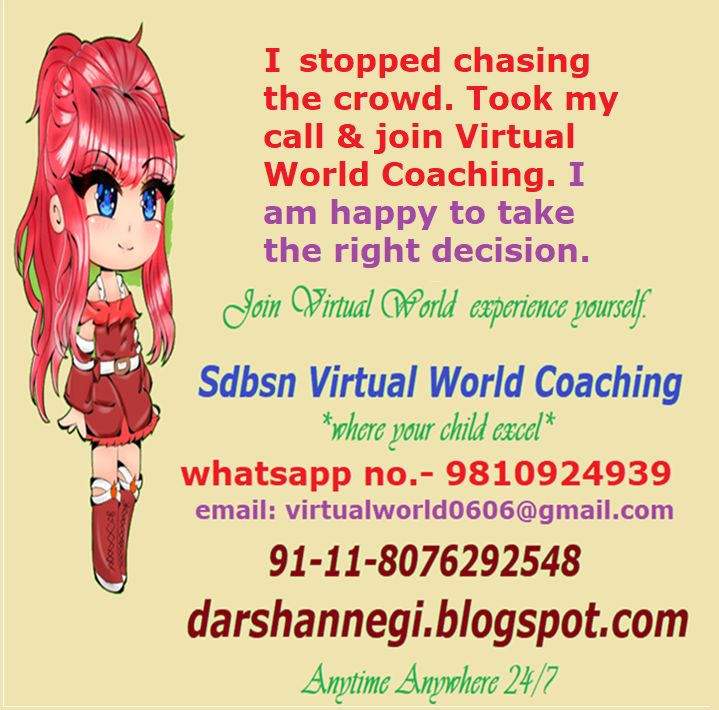 I stopped chasing
the crowd. Took my
call & join Virtual
World Coaching. I
am happy to take
the right decision.
Join Virtual World experience yourself.
Sdbsn Virtual World Coaching
*where your child excel*
whatsapp no.- 9810924939
email: virtualworld0606@gmail.com
91-11-8076292548
darshannegi.blogspot.com
Anytime Anywhere 24/7